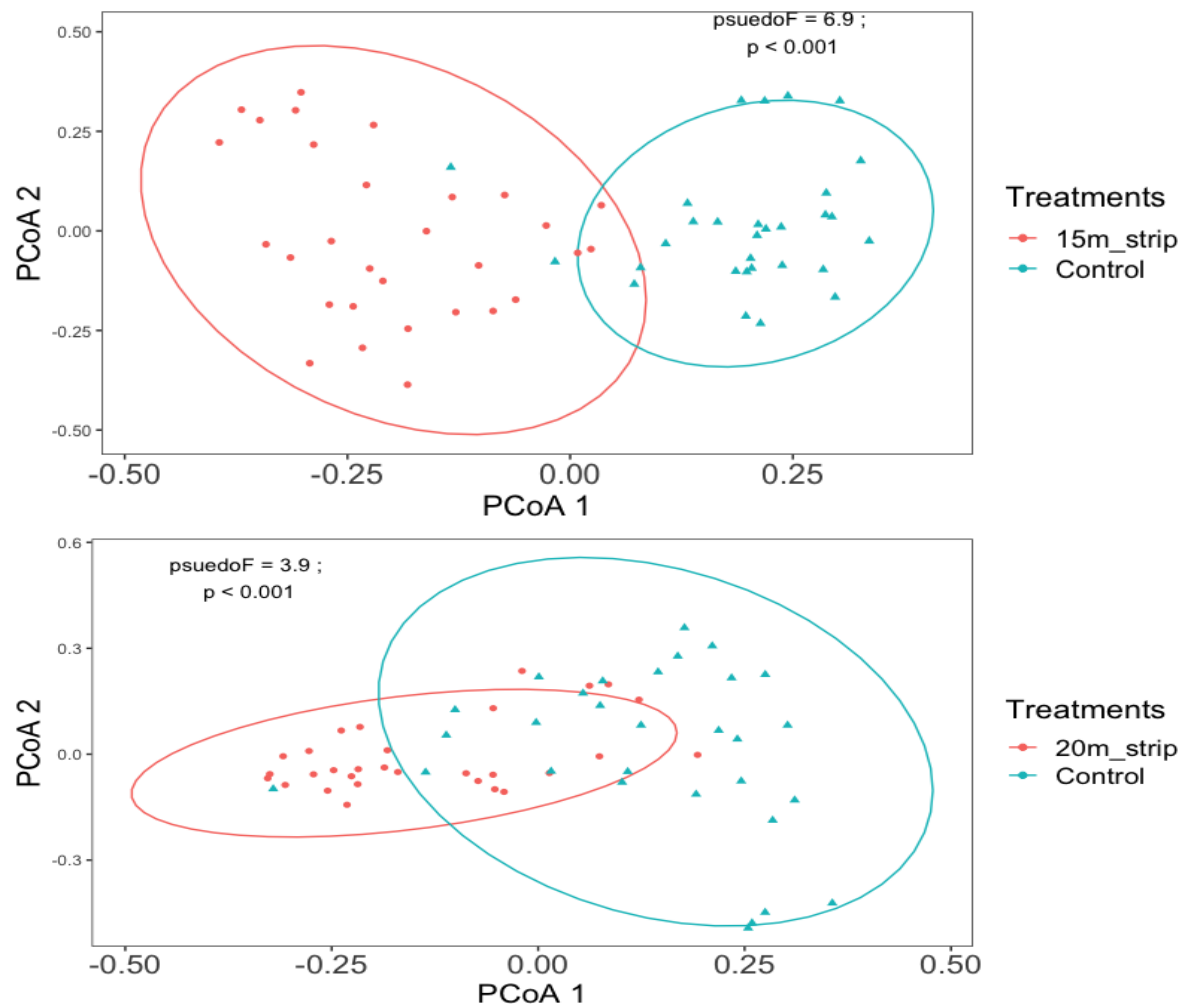 psuedoF = 6.9 ;
p < 0.001
0.50
0.25
0.00
-0.25
-0.50
PCoA 2
-0.50 -0.25 0.00 0.25
PCoA 1
Treatments
15m_strip
Control
psuedoF = 3.9 ;
p < 0.001
0.6
0.3
0.0
-0.3
PCoA 2
-0.50 -0.25 0.00 0.25 0.50
PCoA 1
Treatments
20m_strip
Control